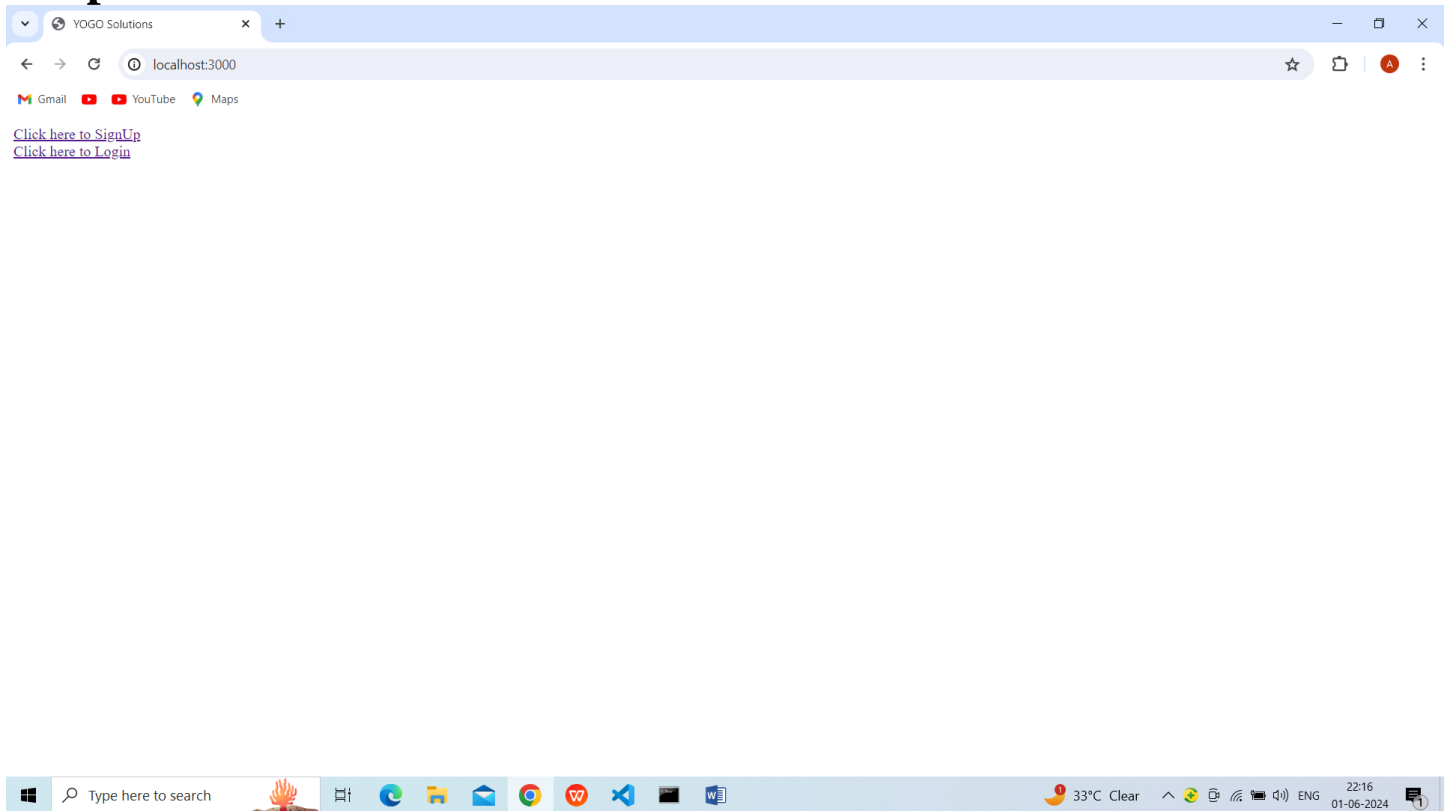 YOGO Solutions
localhost:3000
A
Gmail YouTube Maps
Click here to SignUp
Click here to Login
Type here to search
33°C Clear
ENG
22:16
01-06-2024
1